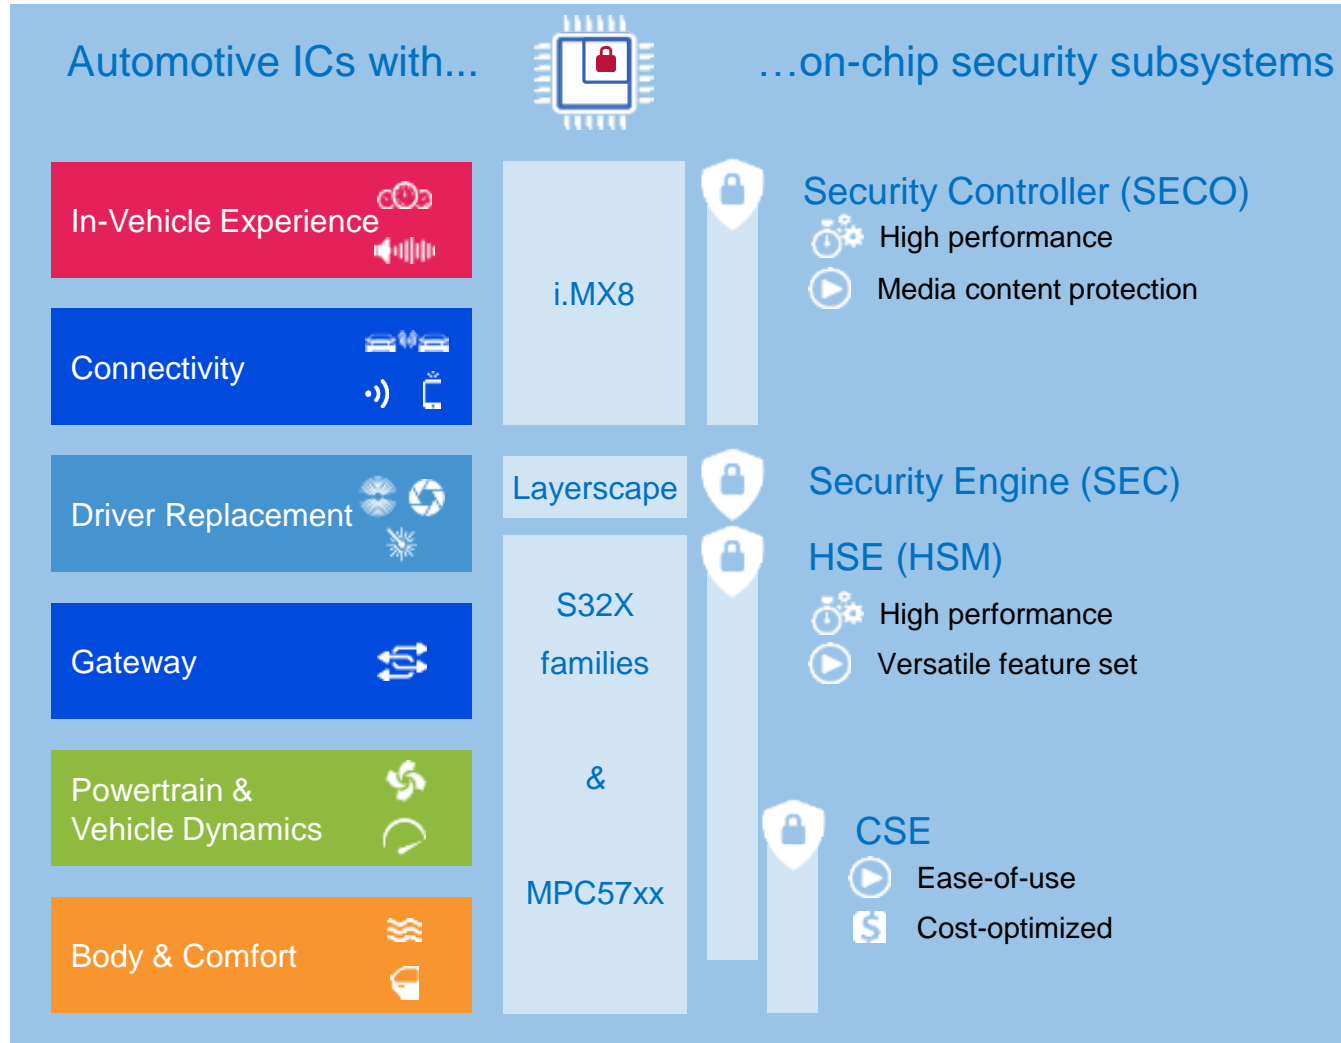 Automotive ICs with...
...on-chip security subsystems
In-Vehicle Experience
Connectivity
Driver Replacement
Gateway
Powertrain &
Vehicle Dynamics
Body & Comfort
i.MX8
Layerscape
S32X
families
&
MPC57xx
Security Controller (SECO)
High performance
Media content protection
Security Engine (SEC)
HSE (HSM)
High performance
Versatile feature set
CSE
Ease-of-use
$
Cost-optimized